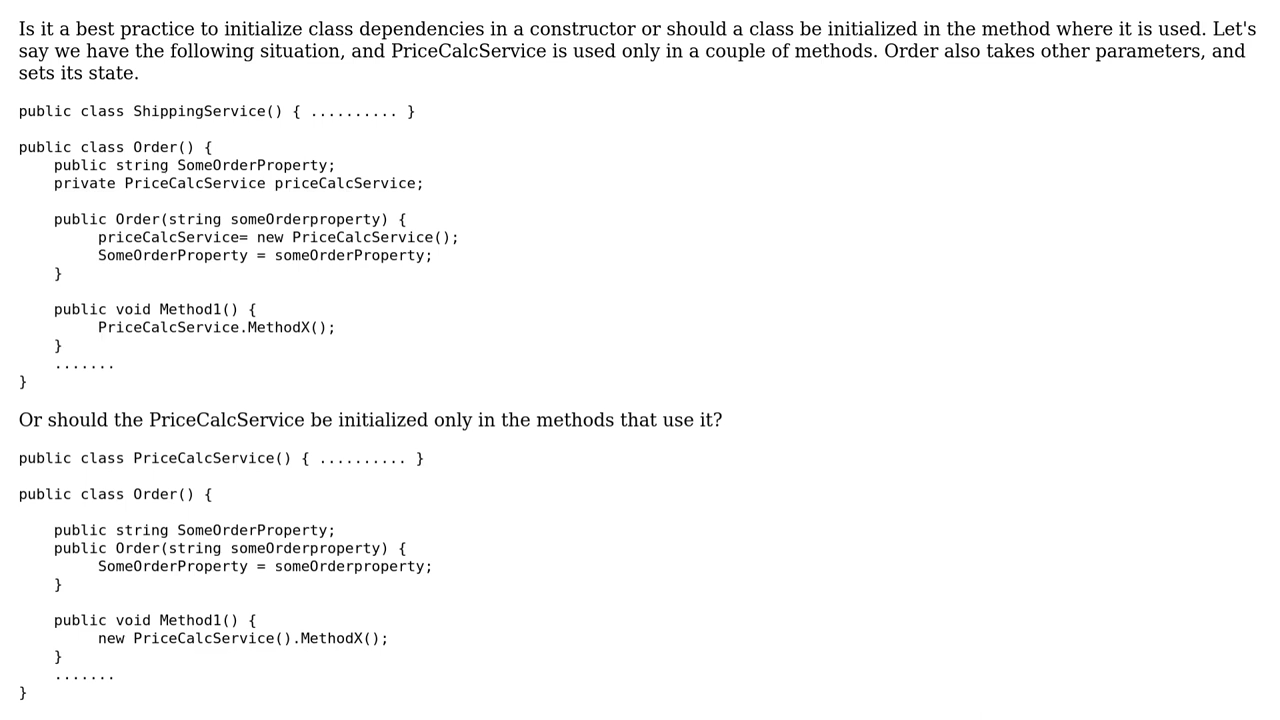 Is it a best practice to initialize class dependencies in a constructor or should a class be initialized in the method where it is used. Let's
say we have the following situation, and PriceCalcService is used only in a couple of methods. Order also takes other parameters, and
sets its state.
public class ShippingService() { .......... }
public class Order() {
    public string SomeOrderProperty;
    private PriceCalcService priceCalcService;
    public Order(string someOrderproperty) {
         priceCalcService= new PriceCalcService();
         SomeOrderProperty = someOrderProperty;
    }
    public void Method1() {
         PriceCalcService.MethodX();
    }
    .......
}
Or should the PriceCalcService be initialized only in the methods that use it?
public class PriceCalcService() { .......... }
public class Order() {
    public string SomeOrderProperty;
    public Order(string someOrderproperty) {
         SomeOrderProperty = someOrderproperty;
    }
    public void Method1() {
         new PriceCalcService().MethodX();
    }
    .......
}